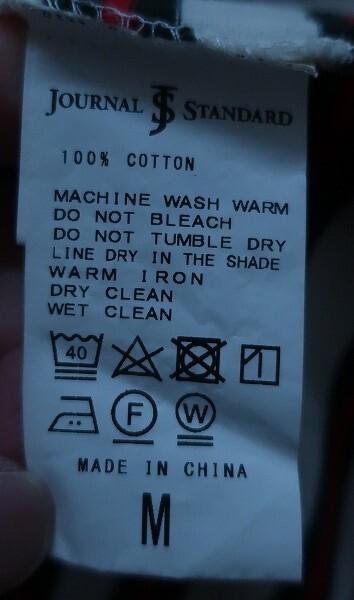 JOURNAL JS STANDARD
100% COTTON
MACHINE WASH WARM
DO NOT BLEACH
DO NOT TUMBLE DRY
LINE DRY IN THE SHADE
WARM IRON
DRY CLEAN
WET CLEAN
40
F W
MADE IN CHINA
M